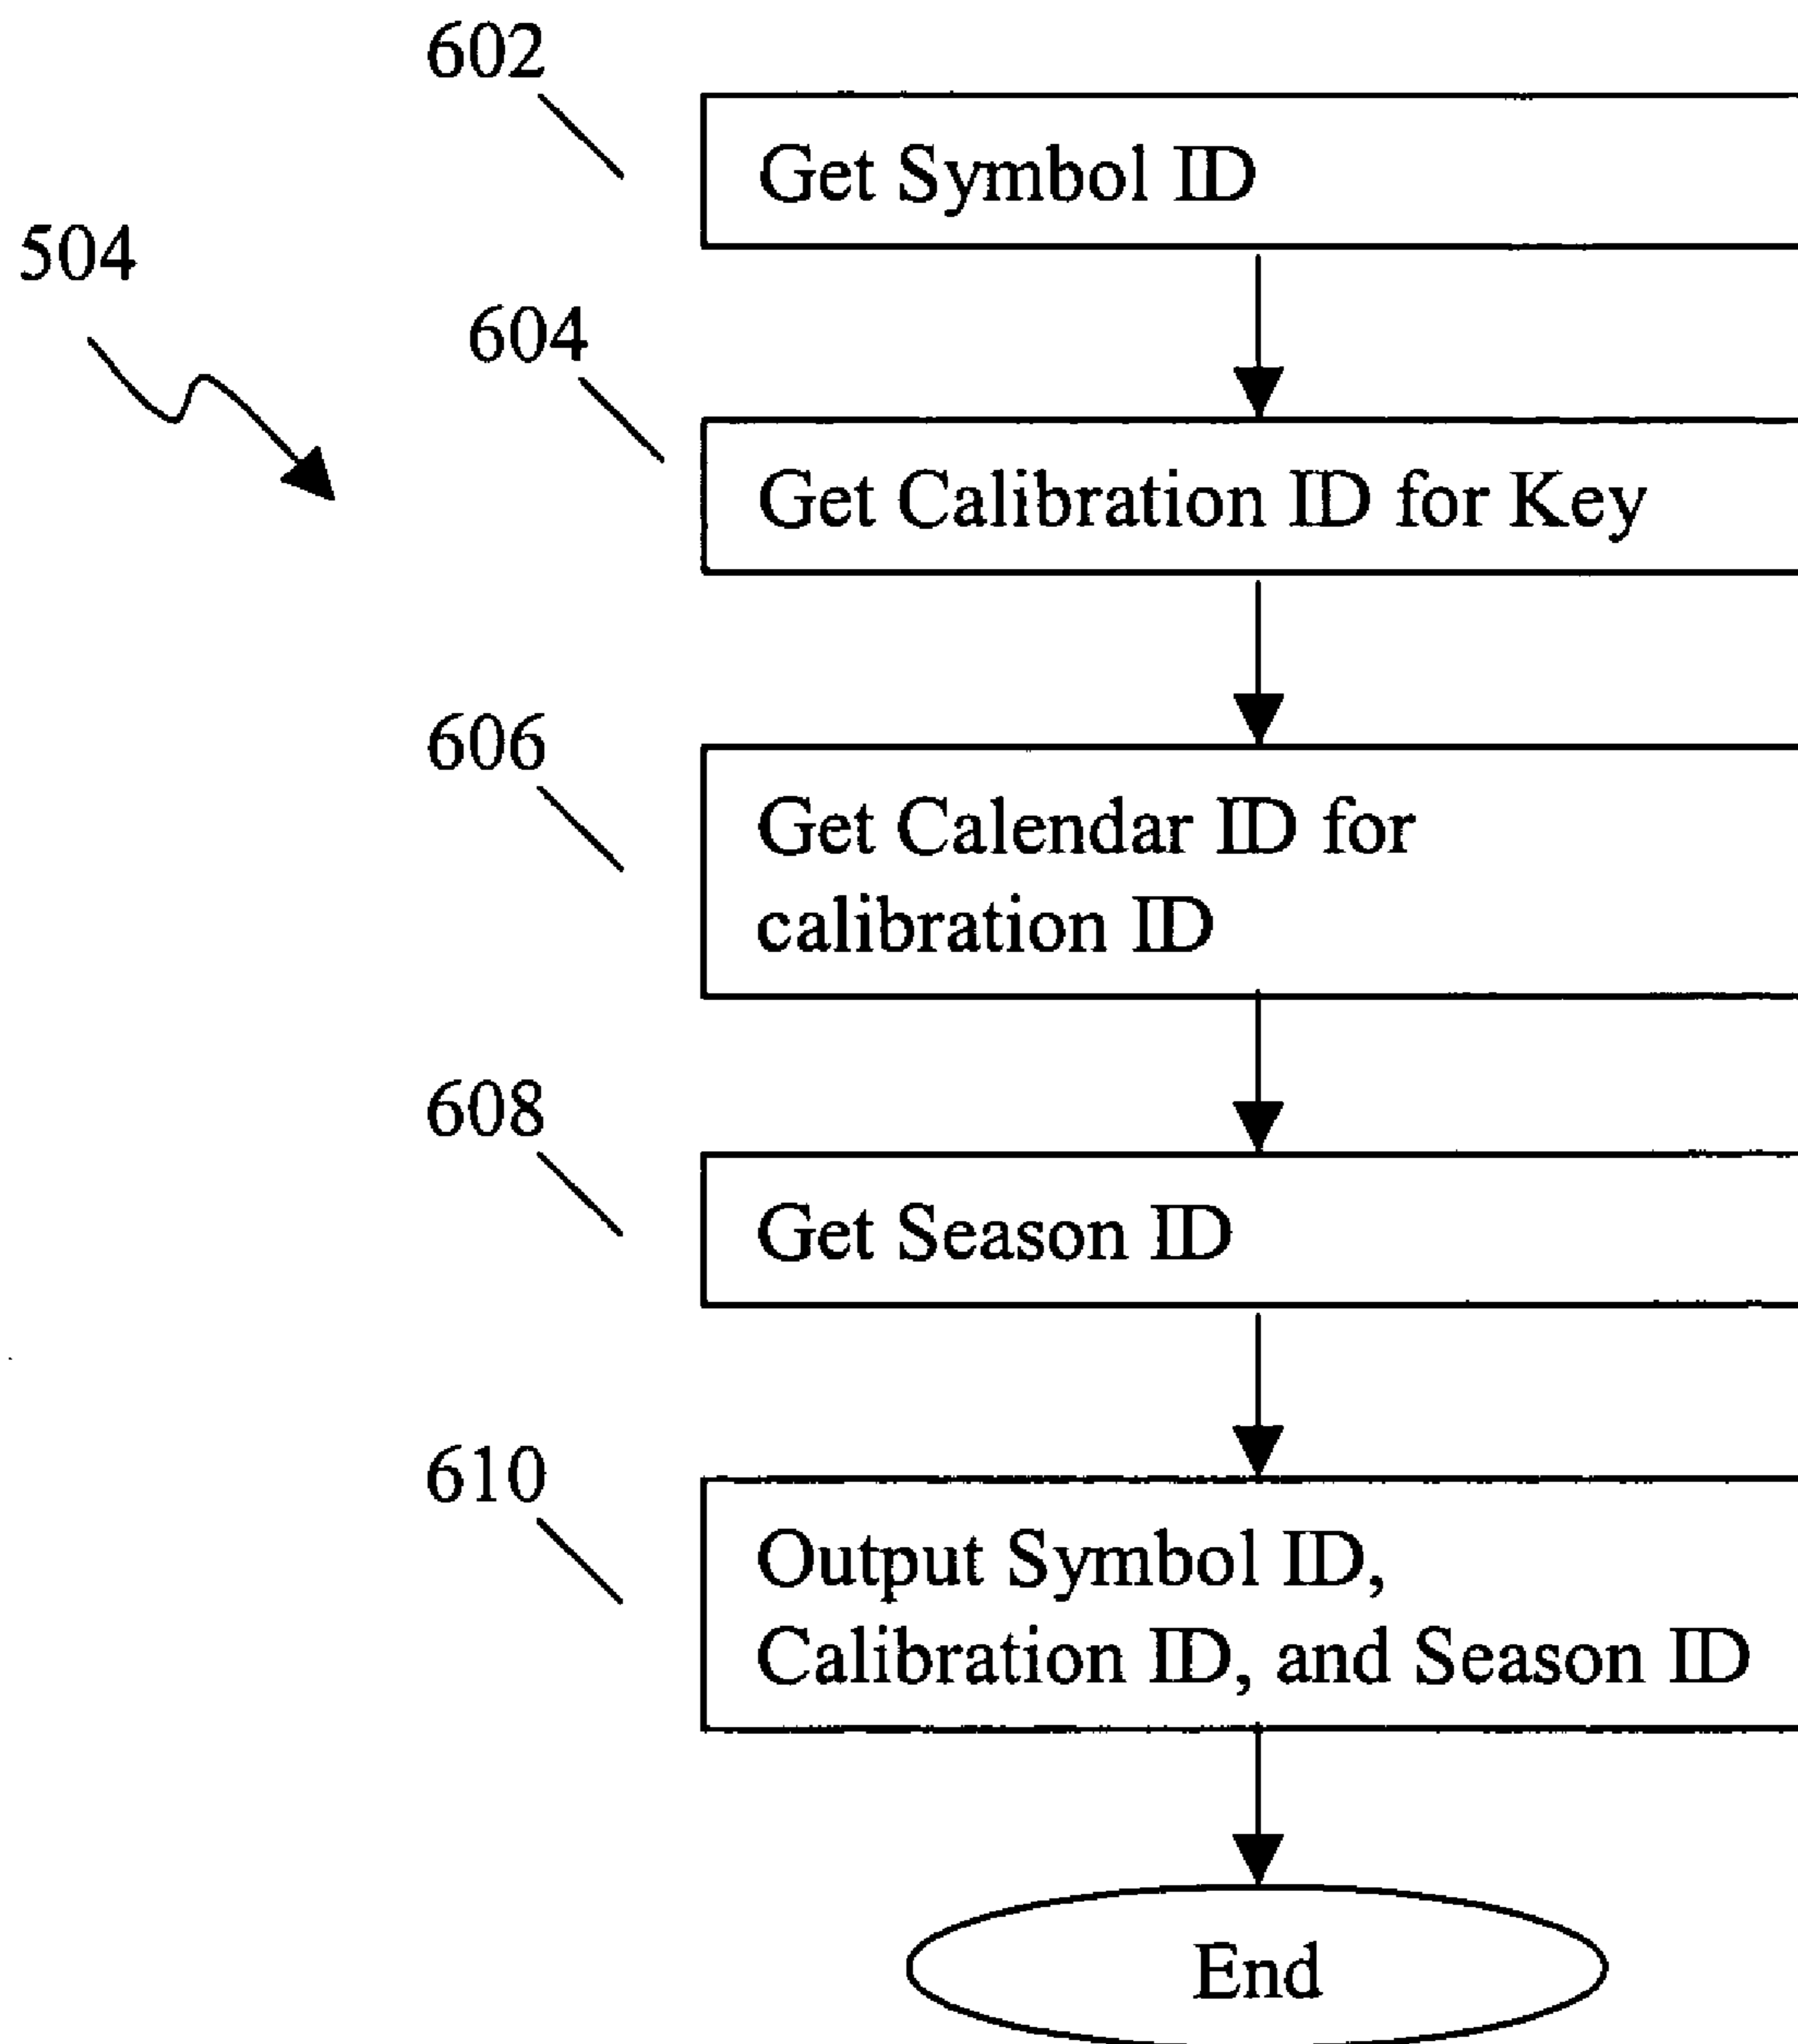 602
Get Symbol ID
504
604
Get Calibration ID for Key
606
Get Calendar ID for
calibration ID
608
Get Season ID
610
Output Symbol ID,
Calibration ID, and Season ID
End